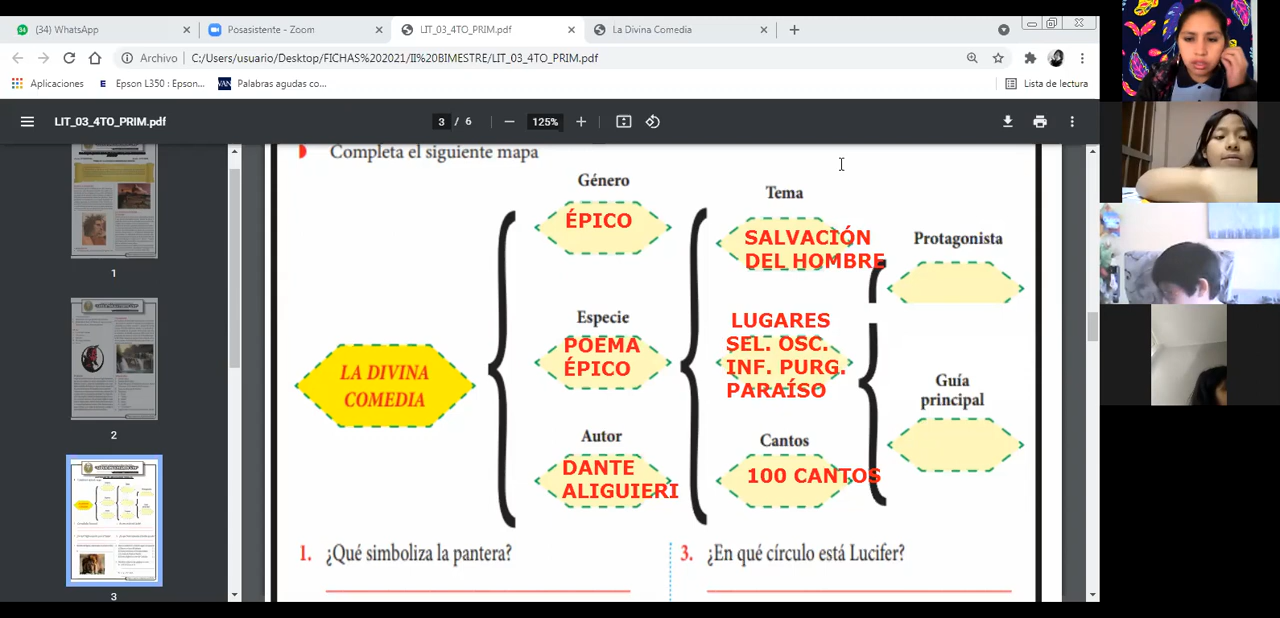 (34) WhatsApp
Posasistente - Zoom
LIT_03_4TO_PRIM.pdf
La Divina Comedia
Archivo
C:/Users/usuario/Desktop/FICHAS%202021/II%20BIMESTRE/LIT_03_4TO_PRIM.pdf
Aplicaciones
Epson L350 : Epson...
Palabras agudas co...
Lista de lectura
LIT_03_4TO_PRIM.pdf
3 / 6
125%
1
2
3
Completa el siguiente mapa
LA DIVINA
COMEDIA
Género
ÉPICO
Especie
POEMA
ÉPICO
Autor
DANTE
ALIGUIERI
Tema
SALVACIÓN
DEL HOMBRE
LUGARES
SEL. OSC.
INF. PURG.
PARAÍSO
Cantos
100 CANTOS
Protagonista
Guía
principal
1. ¿Qué simboliza la pantera?
3. ¿En qué círculo está Lucifer?